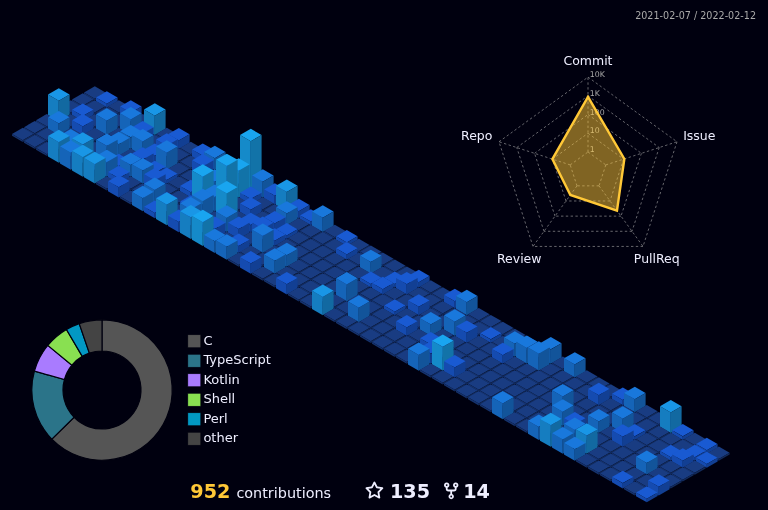 2021-02-07 / 2022-02-12
Commit
10K
1K
100
10
1
Repo
Issue
Review
PullReq
C
TypeScript
Kotlin
Shell
Perl
other
952 contributions
135
14